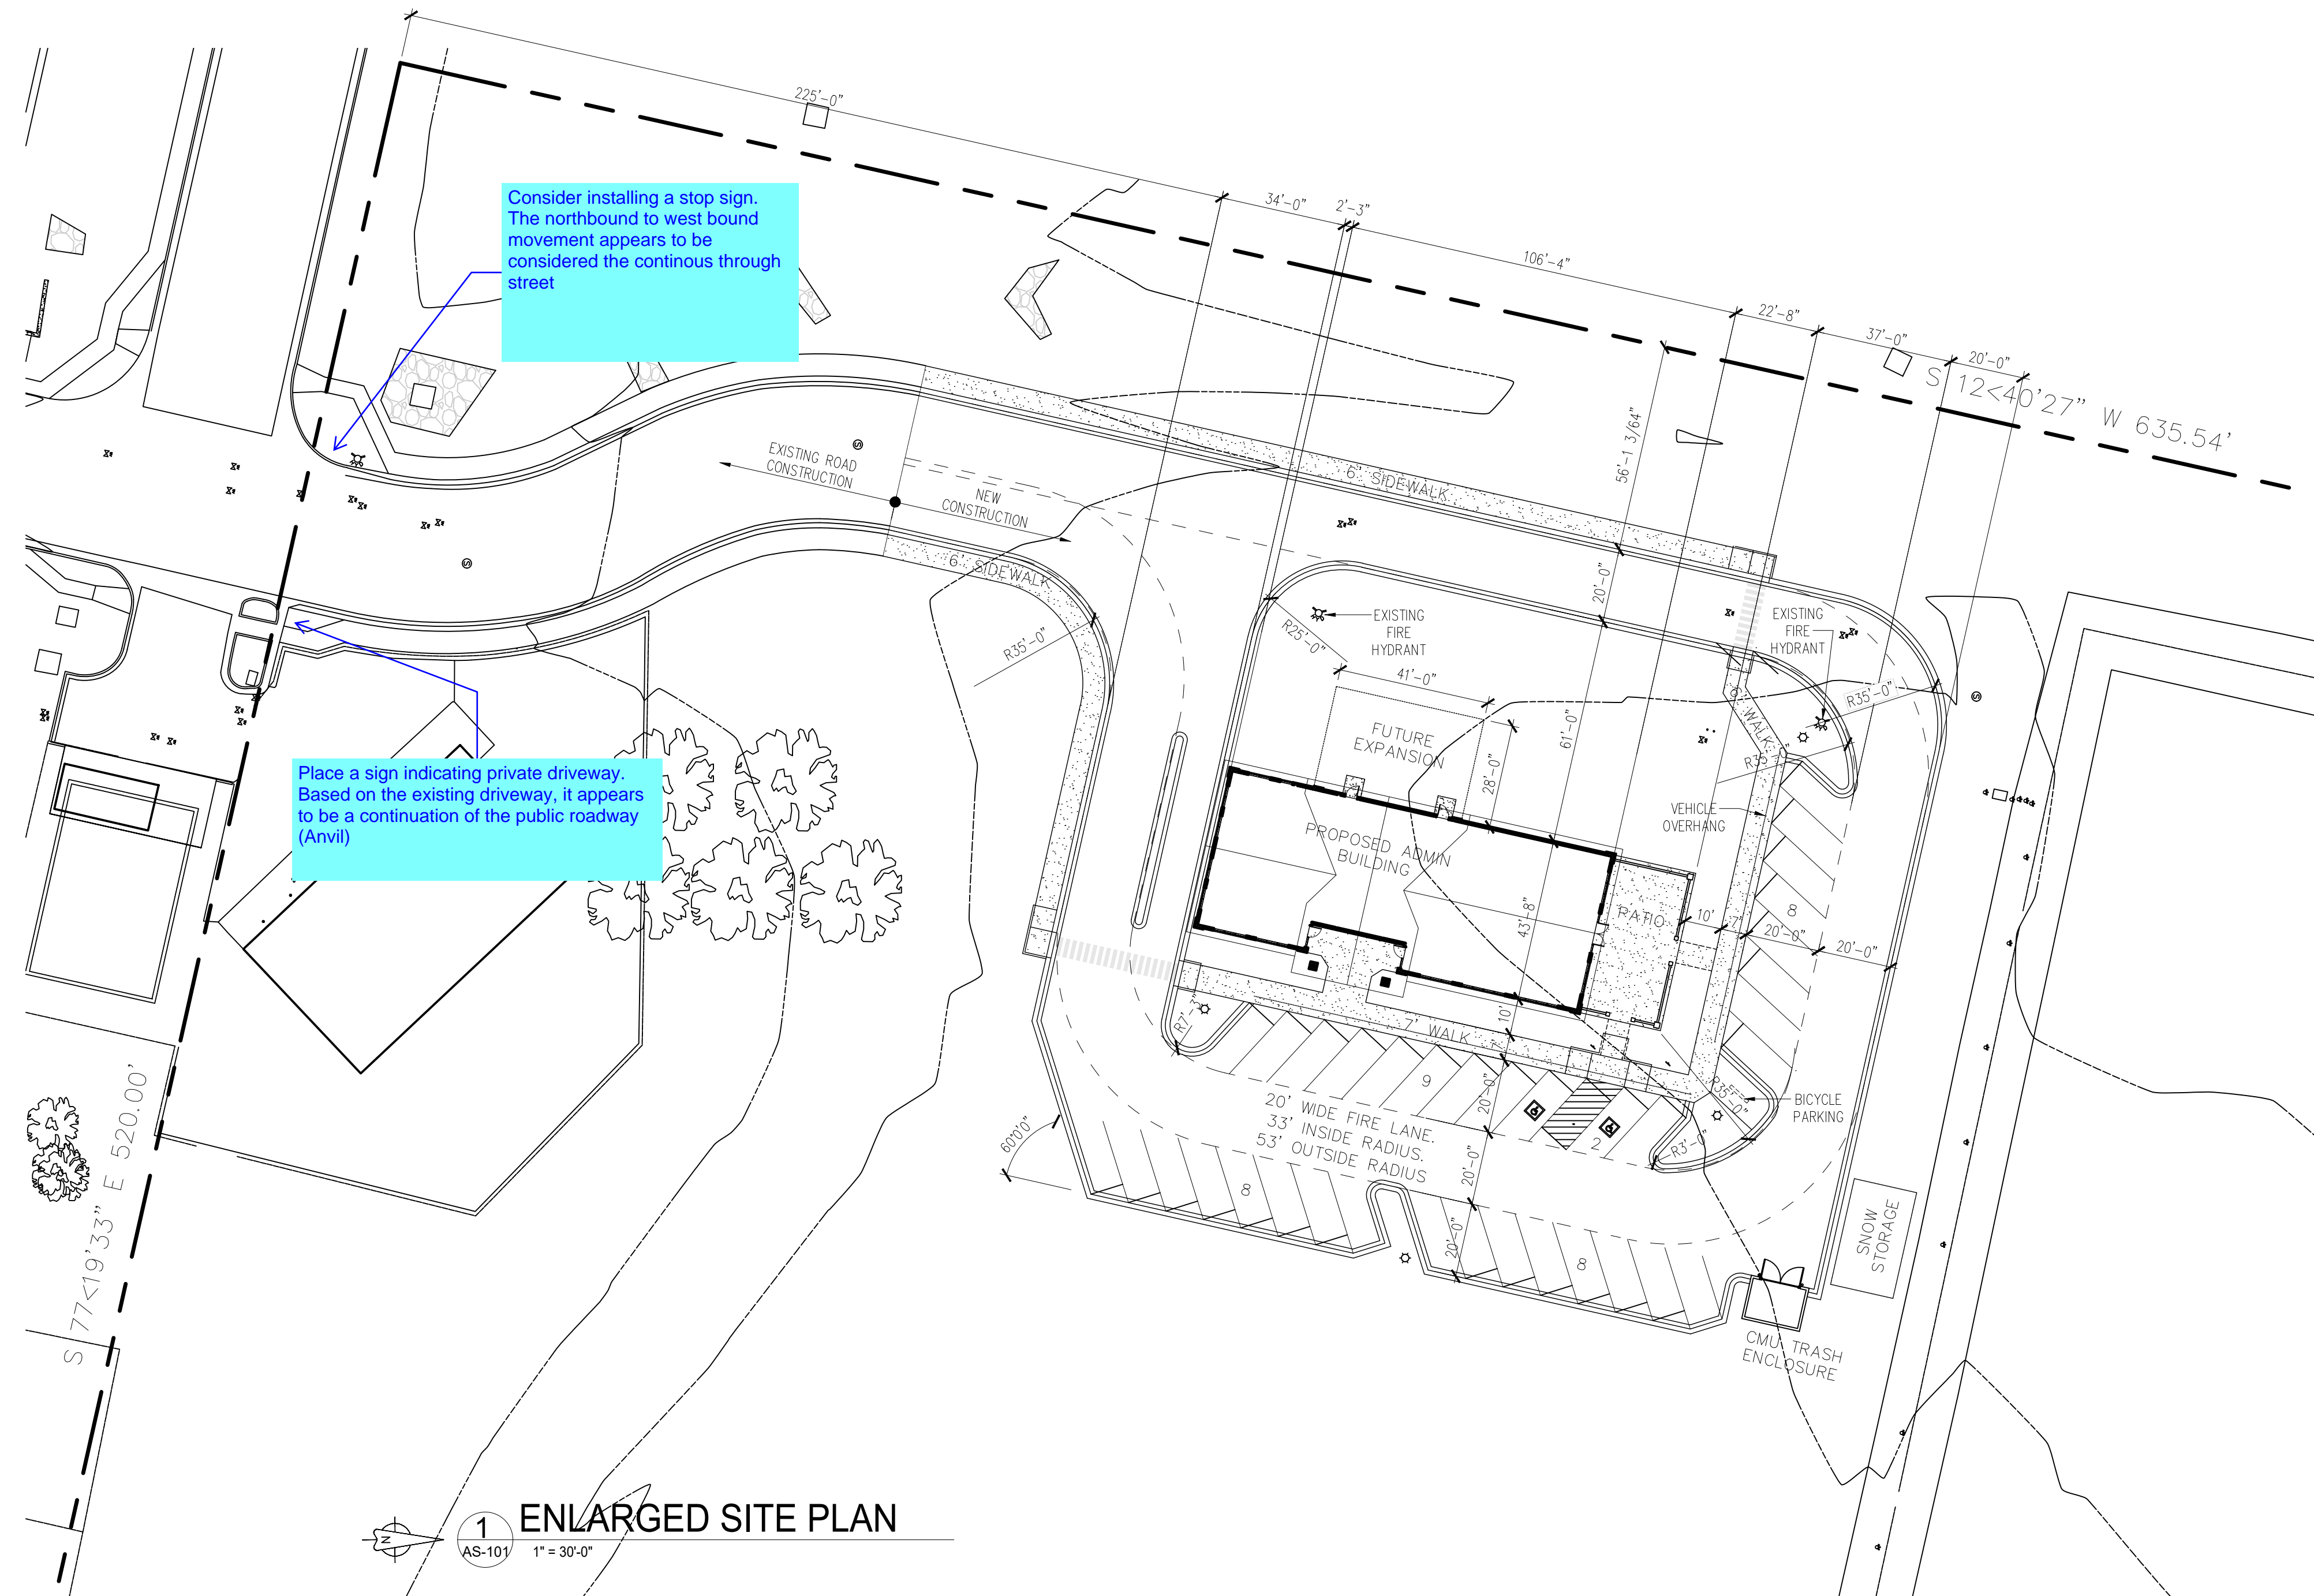 225'-0"
34'-0"
2'-3"
106'-4"
22'-8"
37'-0"
20'-0"
S 12<40'27" W 635.54'
Consider installing a stop sign.
The northbound to west bound
movement appears to be
considered the continous through
street
EXISTING ROAD
CONSTRUCTION
NEW
CONSTRUCTION
6' SIDEWALK
6' SIDEWALK
56'-1 3/64"
20'-0"
R35'-0"
R25'-0"
EXISTING
FIRE
HYDRANT
EXISTING
FIRE
HYDRANT
41'-0"
FUTURE
EXPANSION
28'-0"
61'-0"
R35'-0"
R35'-0"
WALK
VEHICLE
OVERHANG
Place a sign indicating private driveway.
Based on the existing driveway, it appears
to be a continuation of the public roadway
(Anvil)
PROPOSED ADMIN
BUILDING
43'-8"
PATIO
10'
7'
20'-0"
20'-0"
8
R7'-3"
7' WALK
10'
7'
9
20'-0"
2
R35'-0"
BICYCLE
PARKING
R3'-0"
20' WIDE FIRE LANE.
33' INSIDE RADIUS.
53' OUTSIDE RADIUS
60°0'0"
8
20'-0"
20'-0"
8
SNOW
STORAGE
CMU TRASH
ENCLOSURE
S 77<19'33" E 520.00'
N
1
AS-101
ENLARGED SITE PLAN
1" = 30'-0"